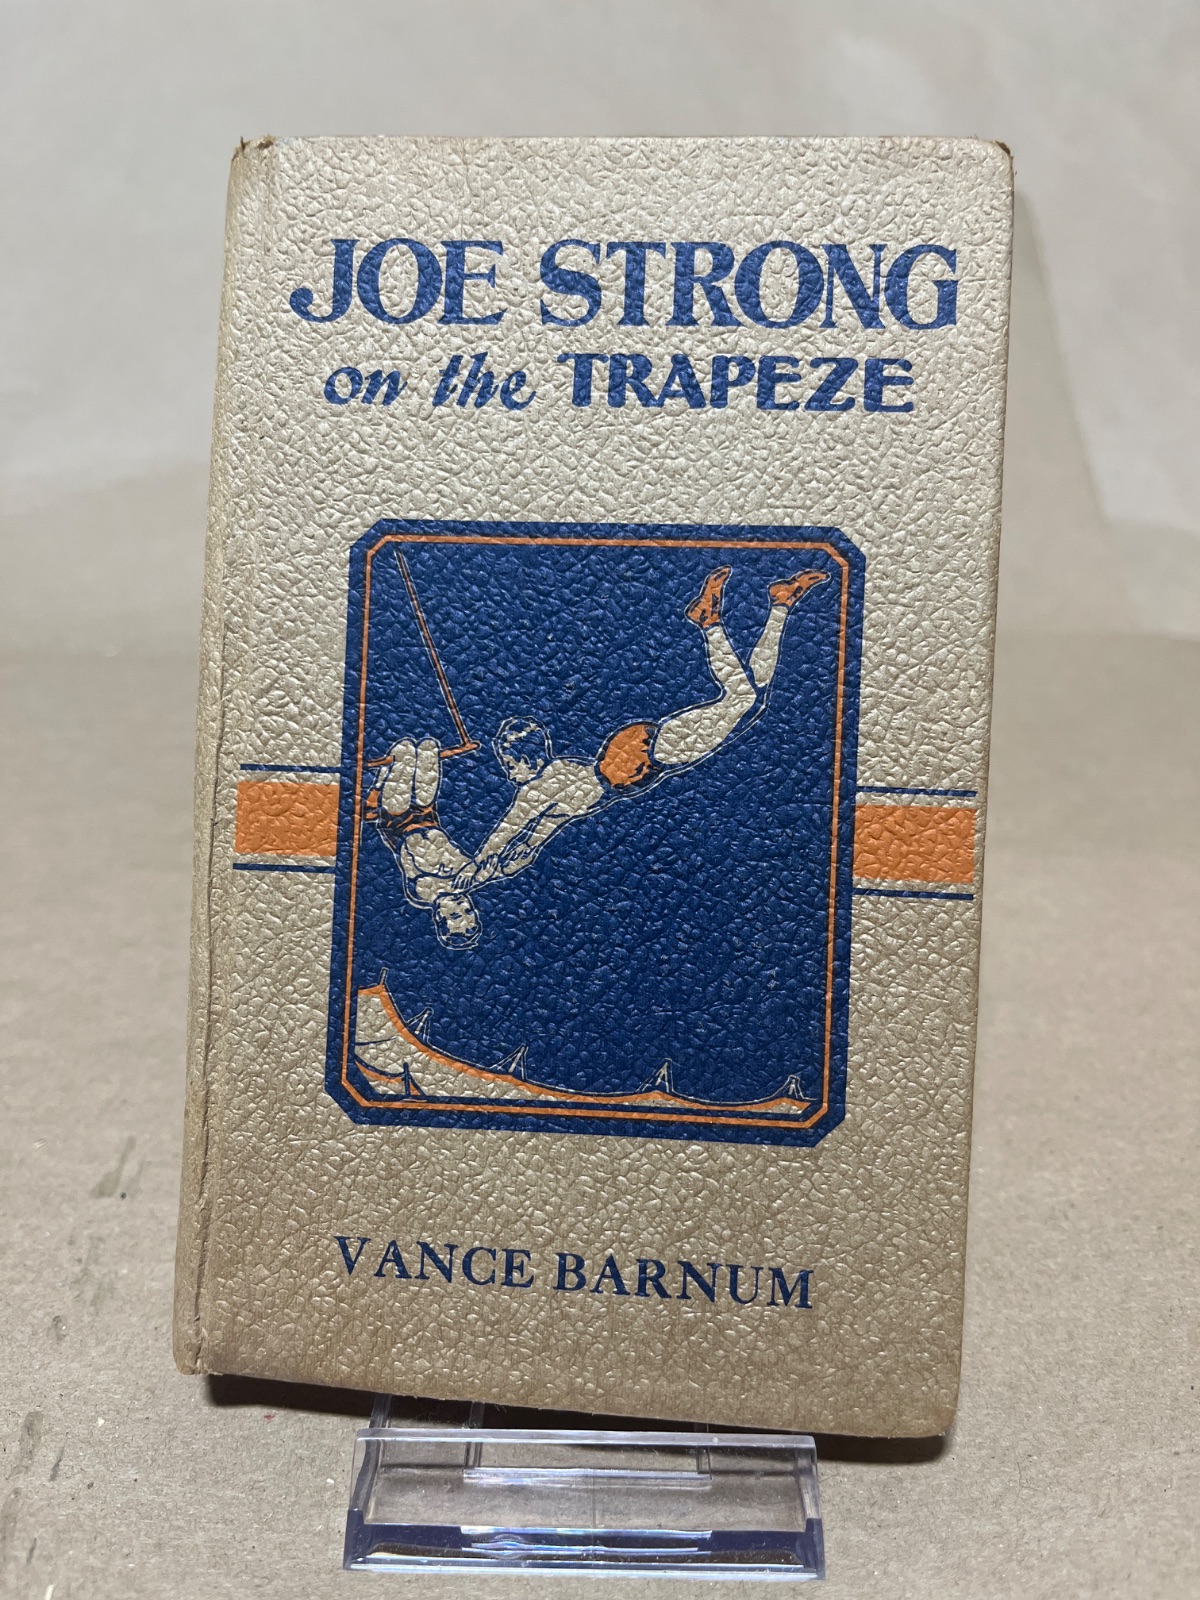 JOE STRONG
on the TRAPEZE
VANCE BARNUM